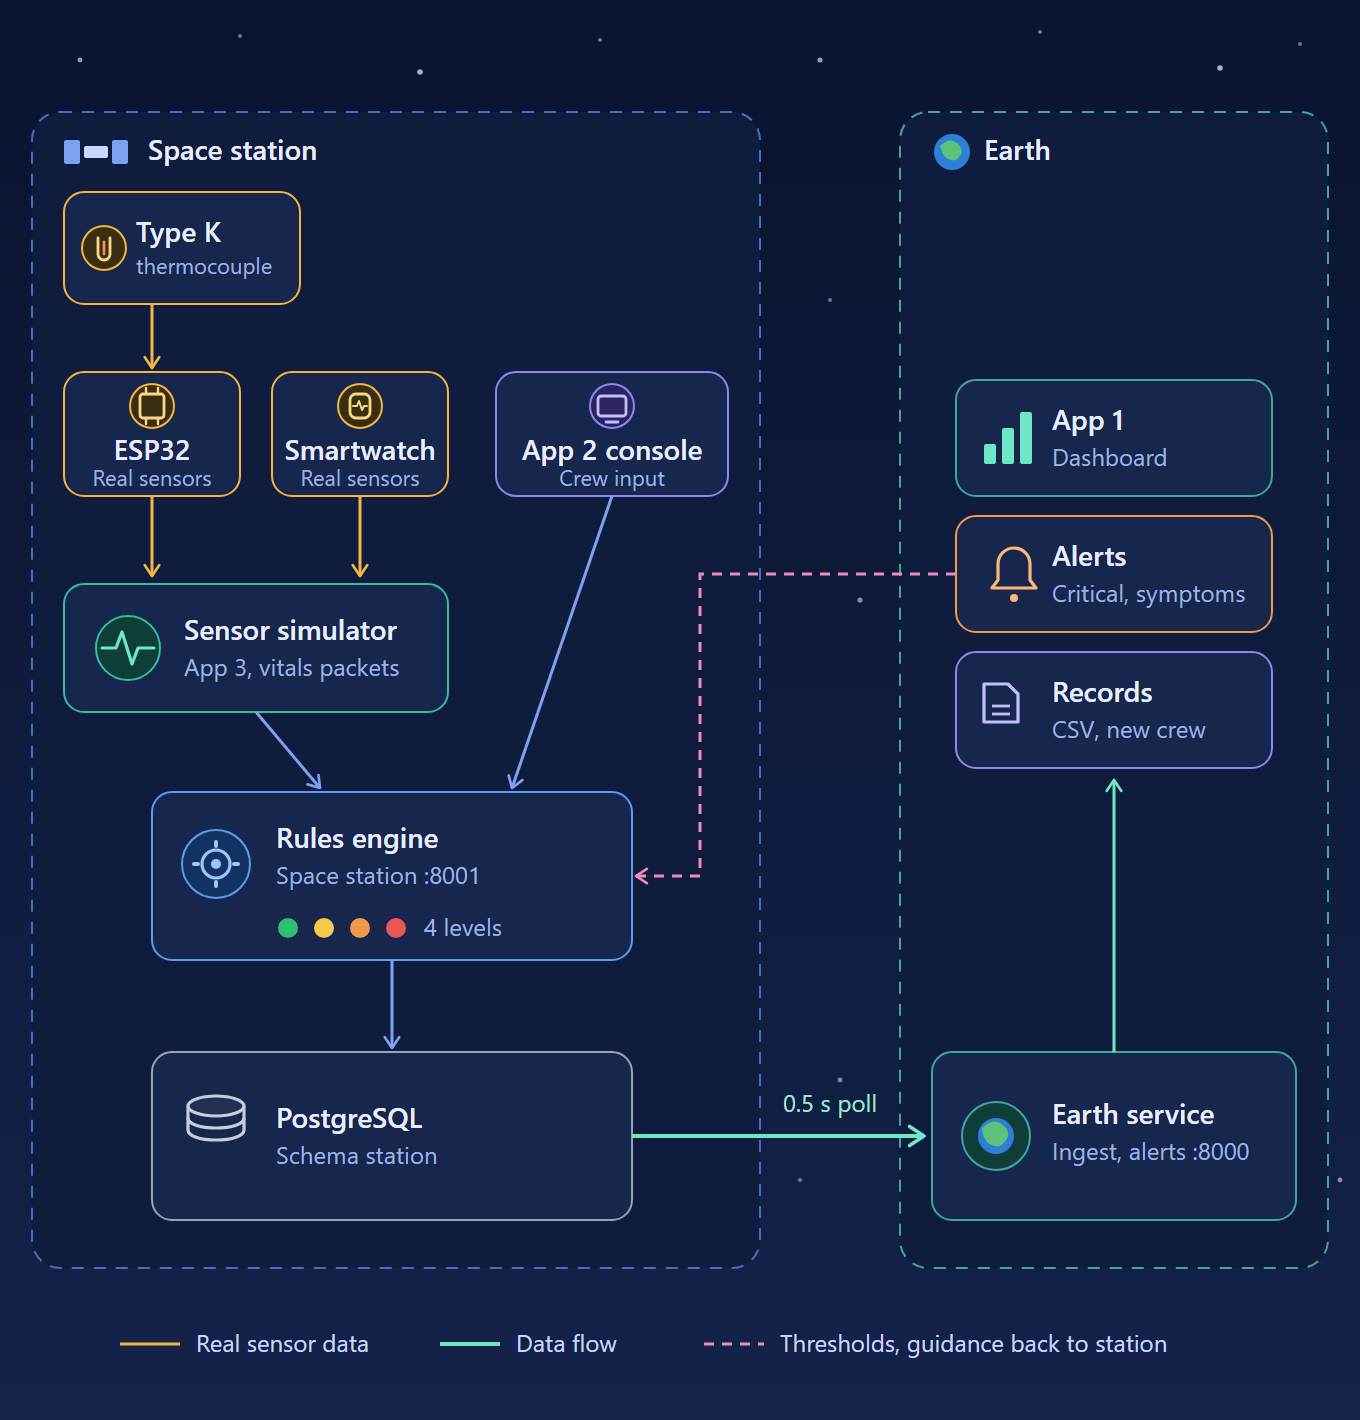 Space station
Type K
thermocouple
ESP32
Real sensors
Smartwatch
Real sensors
App 2 console
Crew input
Sensor simulator
App 3, vitals packets
Rules engine
Space station :8001
4 levels
PostgreSQL
Schema station
0.5 s poll
Earth
App 1
Dashboard
Alerts
Critical, symptoms
Records
CSV, new crew
Earth service
Ingest, alerts :8000
Real sensor data
Data flow
Thresholds, guidance back to station